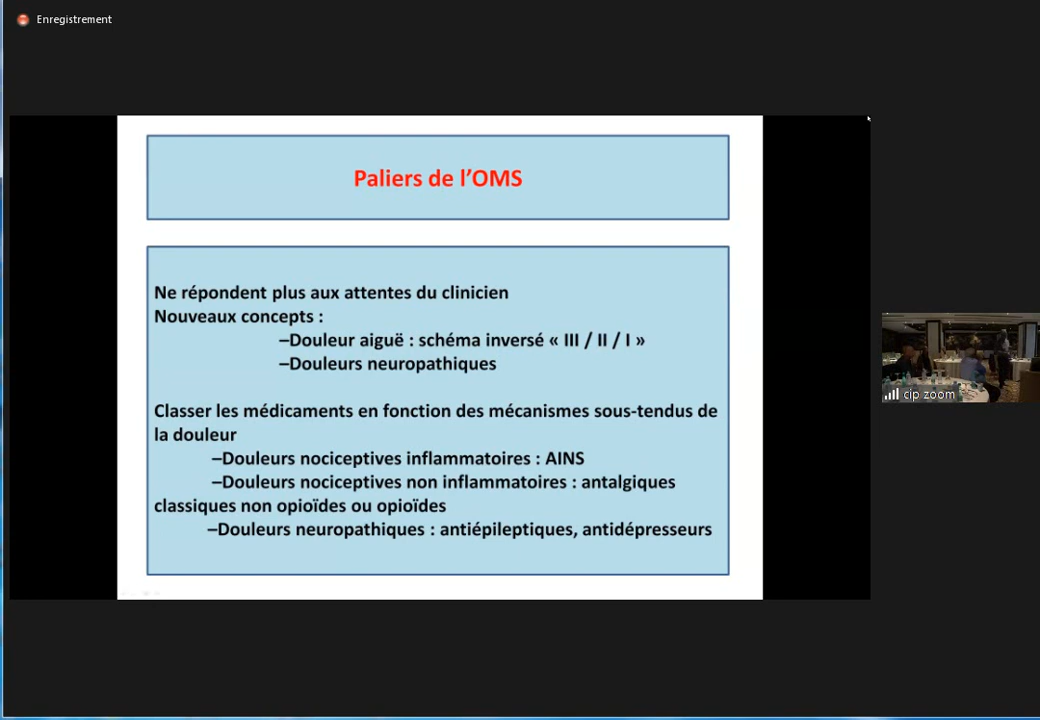 Enregistrement
Paliers de l’OMS
Ne répondent plus aux attentes du clinicien
Nouveaux concepts :
–Douleur aiguë : schéma inversé « III / II / I »
–Douleurs neuropathiques
Classer les médicaments en fonction des mécanismes sous-tendus de
la douleur
–Douleurs nociceptives inflammatoires : AINS
–Douleurs nociceptives non inflammatoires : antalgiques
classiques non opioïdes ou opioïdes
–Douleurs neuropathiques : antiépileptiques, antidépresseurs
cip zoom